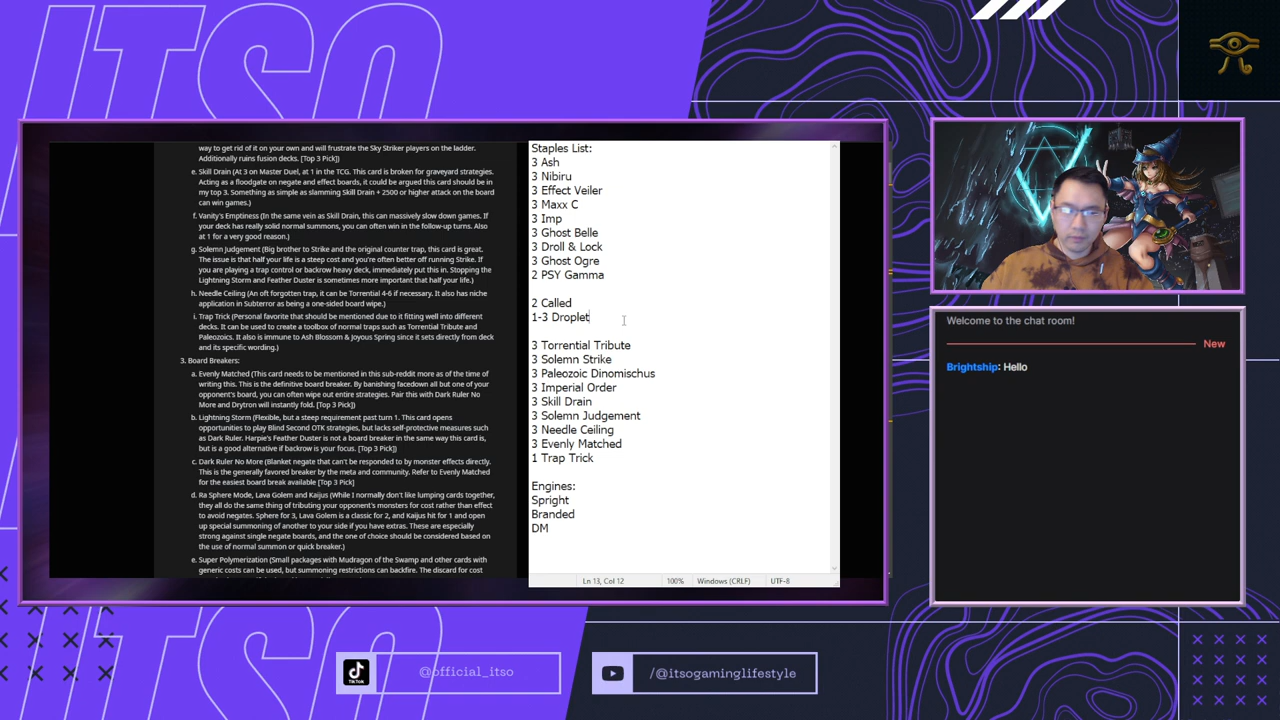 ITSO
way to get rid of it on your own and will frustrate the Sky Striker players on the ladder.
Additionally ruins fusion decks. [Top 3 Pick])
e. Skill Drain (At 3 on Master Duel, at 1 in the TCG. This card is broken for graveyard strategies.
Acting as a floodgate on negate and effect boards, it could be argued this card should be in
my top 3. Something as simple as slamming Skill Drain + 2500 or higher attack on the board
can win games.)
f. Vanity's Emptiness (In the same vein as Skill Drain, this can massively slow down games. If
your deck has really solid normal summons, you can often win in the follow-up turns. Also
at 1 for a very good reason.)
g. Solemn Judgement (Big brother to Strike and the original counter trap, this card is great.
The issue is that half your life is a steep cost and you're often better off running Strike. If
you are playing a trap control or backrow heavy deck, immediately put this in. Stopping the
Lightning Storm and Feather Duster is sometimes more important that half your life.)
h. Needle Ceiling (An oft forgotten trap, it can be Torrential 4-6 if necessary. It also has niche
application in Subterror as being a one-sided board wipe.)
i. Trap Trick (Personal favorite that should be mentioned due to it fitting well into different
decks. It can be used to create a toolbox of normal traps such as Torrential Tribute and
Paleozoics. It also is immune to Ash Blossom & Joyous Spring since it sets directly from deck
and its specific wording.)
3. Board Breakers:
a. Evenly Matched (This card needs to be mentioned in this sub-reddit more as of the time of
writing this. This is the definitive board breaker. By banishing facedown all but one of your
opponent's board, you can often wipe out entire strategies. Pair this with Dark Ruler No
More and Drytron will instantly fold. [Top 3 Pick])
b. Lightning Storm (Flexible, but a steep requirement past turn 1. This card opens
opportunities to play Blind Second OTK strategies, but lacks self-protective measures such
as Dark Ruler. Harpie's Feather Duster is not a board breaker in the same way this card is,
but is a good alternative if backrow is your focus. [Top 3 Pick])
c. Dark Ruler No More (Blanket negate that can't be responded to by monster effects directly.
This is the generally favored breaker by the meta and community. Refer to Evenly Matched
for the easiest board break available [Top 3 Pick]
d. Ra Sphere Mode, Lava Golem and Kaijus (While I normally don't like lumping cards together,
they all do the same thing of tributing your opponent's monsters for cost rather than effect
to avoid negates. Sphere for 3, Lava Golem is a classic for 2, and Kaijus hit for 1 and open
up special summoning of another to your side if you have extras. These are especially
strong against single negate boards, and the one of choice should be considered based on
the use of normal summon or quick breaker.)
e. Super Polymerization (Small packages with Mudragon of the Swamp and other cards with
generic costs can be used, but summoning restrictions can backfire. The discard for cost
Staples List:
3 Ash
3 Nibiru
3 Effect Veiler
3 Maxx C
3 Imp
3 Ghost Belle
3 Droll & Lock
3 Ghost Ogre
2 PSY Gamma
2 Called
1-3 Droplet
3 Torrential Tribute
3 Solemn Strike
3 Paleozoic Dinomischus
3 Imperial Order
3 Skill Drain
3 Solemn Judgement
3 Needle Ceiling
3 Evenly Matched
1 Trap Trick
Engines:
Spright
Branded
DM
Ln 13, Col 12
100%
Windows (CRLF)
UTF-8
Welcome to the chat room!
New
Brightship: Hello
ITSO
TikTok
@official_itso
/@itsogaminglifestyle